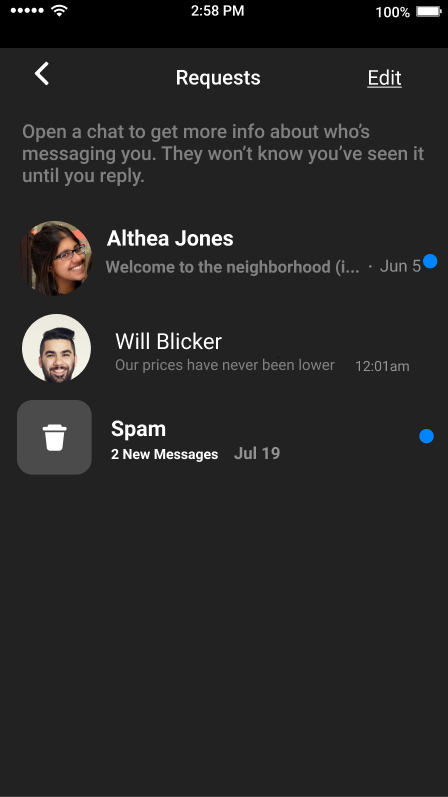 2:58 PM
100%
Requests
Edit
Open a chat to get more info about who’s
messaging you. They won’t know you’ve seen it
until you reply.
Althea Jones
Welcome to the neighborhood (i... · Jun 5
Will Blicker
Our prices have never been lower 12:01am
Spam
2 New Messages Jul 19